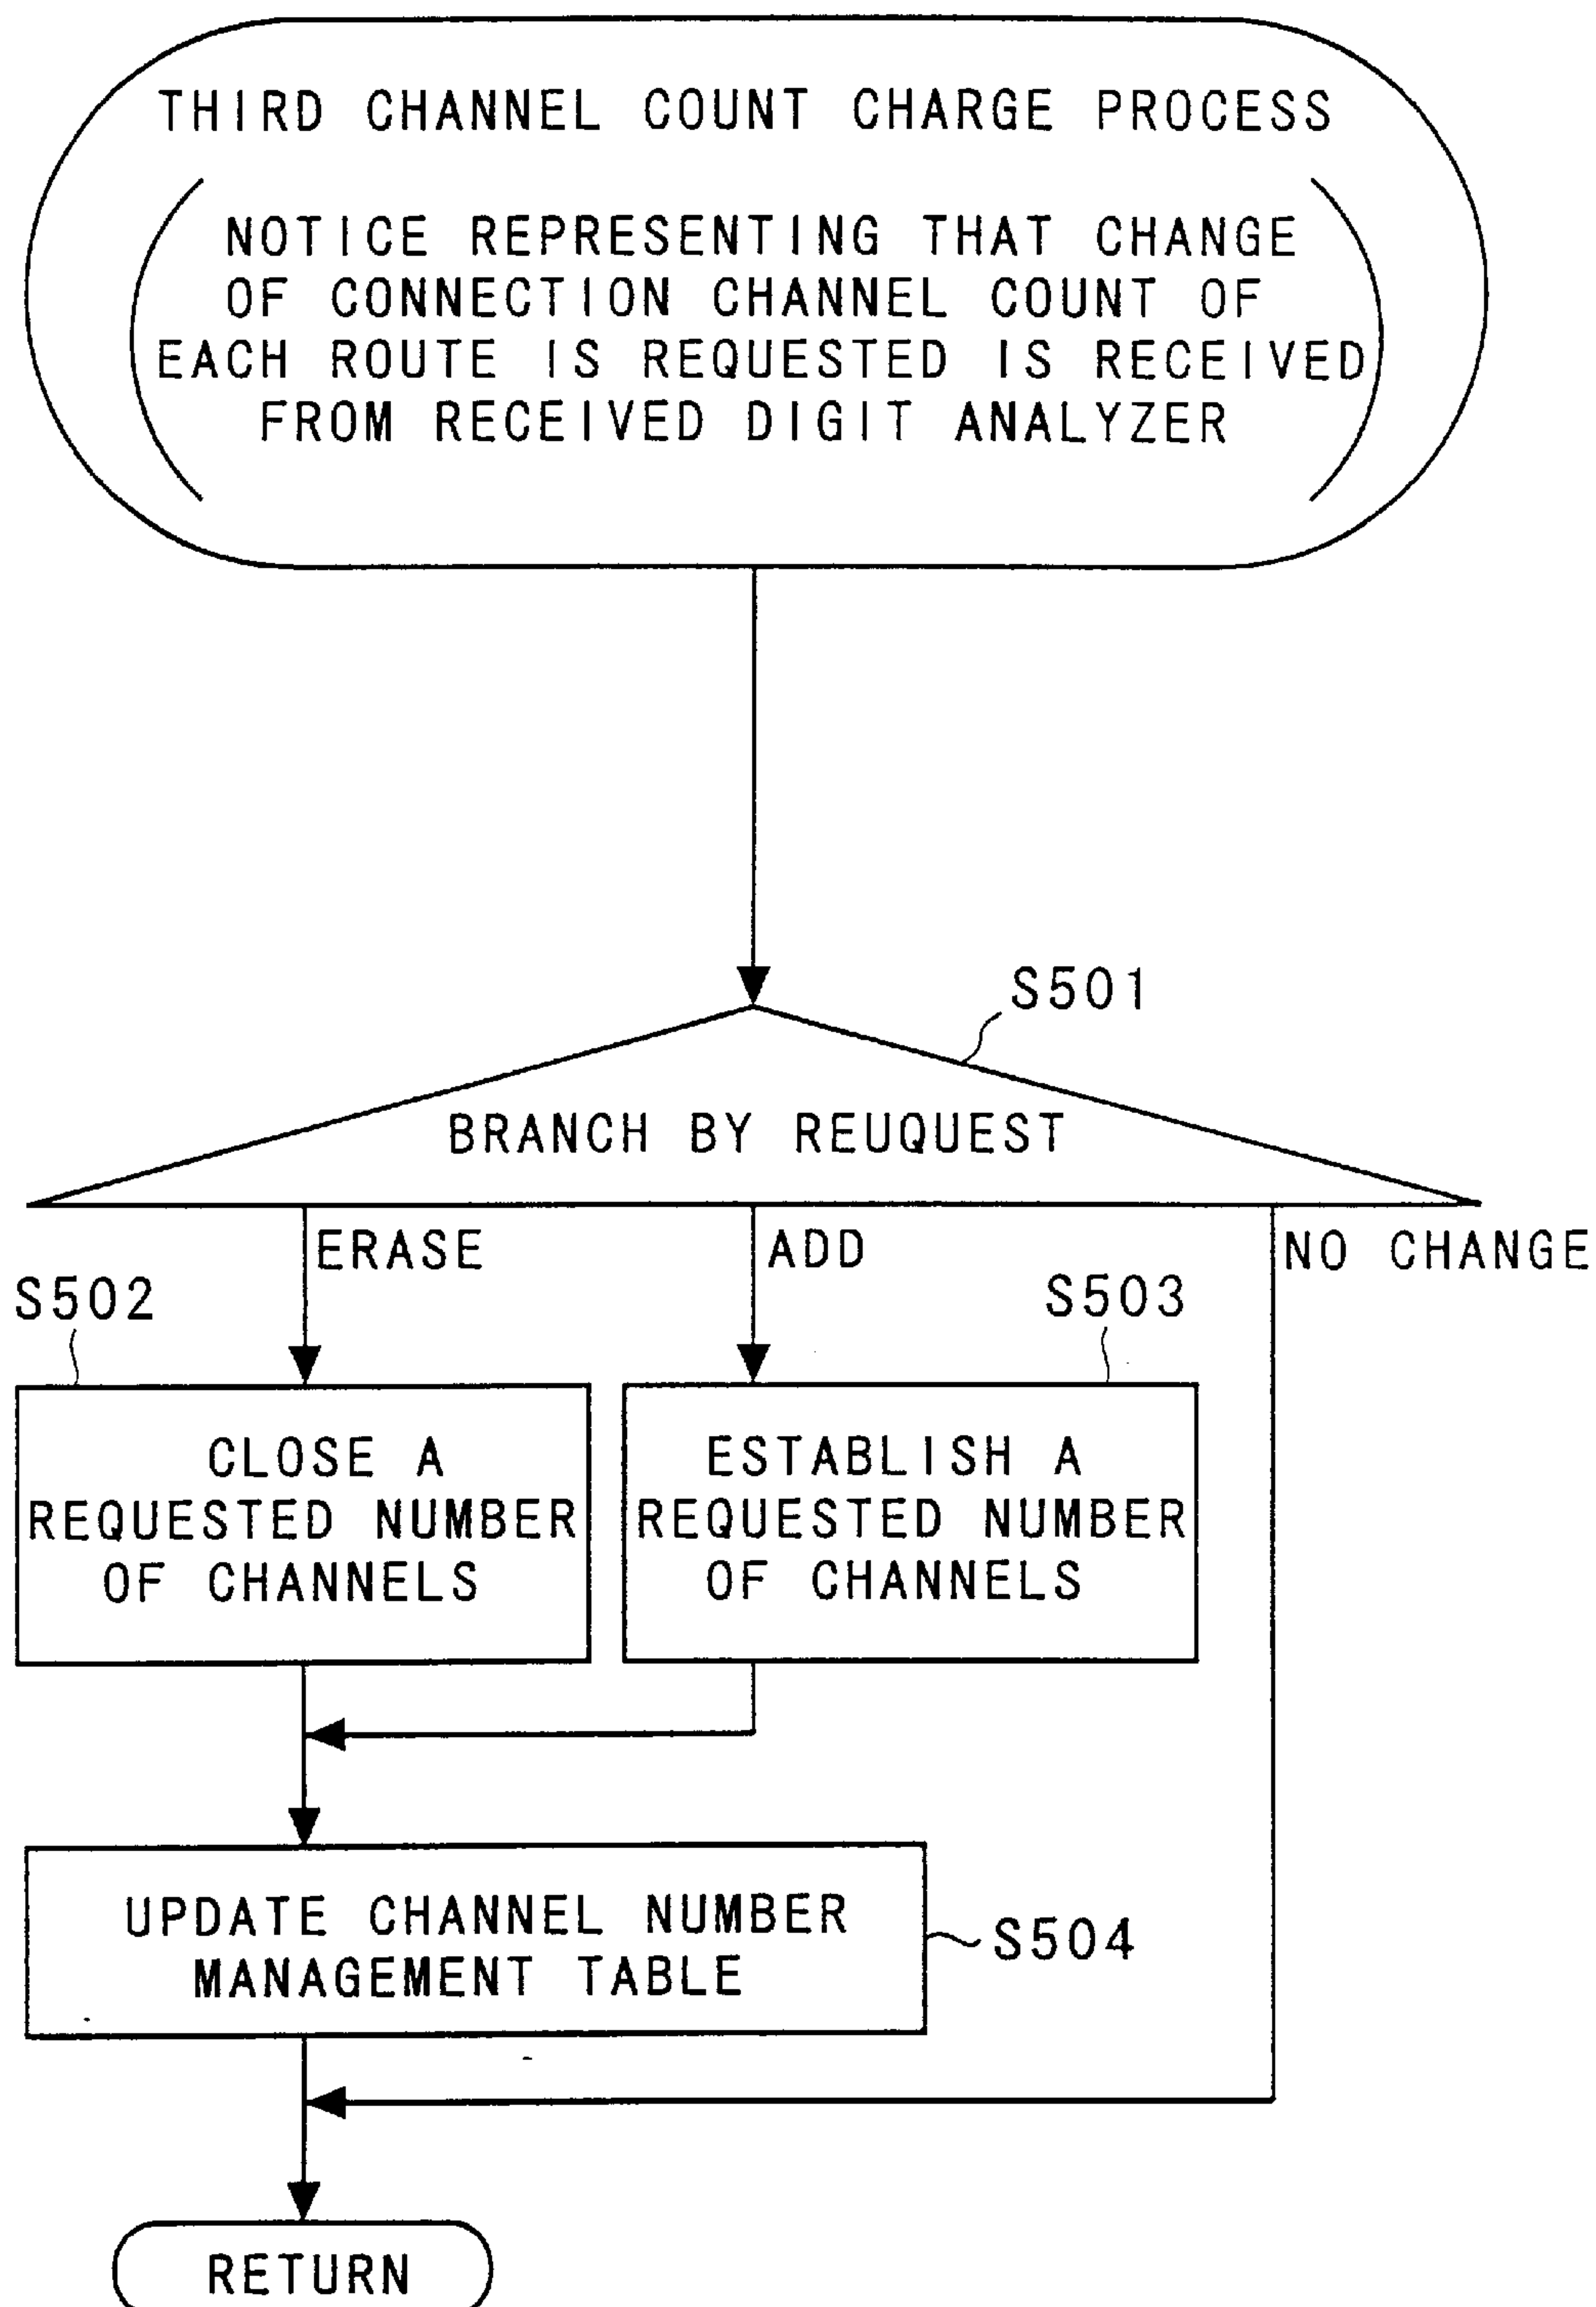 THIRD CHANNEL COUNT CHARGE PROCESS
NOTICE REPRESENTING THAT CHANGE
OF CONNECTION CHANNEL COUNT OF
EACH ROUTE IS REQUESTED IS RECEIVED
FROM RECEIVED DIGIT ANALYZER
S501
BRANCH BY REUQUEST
ERASE
ADD
NO CHANGE
S502
S503
CLOSE A
REQUESTED NUMBER
OF CHANNELS
ESTABLISH A
REQUESTED NUMBER
OF CHANNELS
UPDATE CHANNEL NUMBER
MANAGEMENT TABLE
S504
RETURN